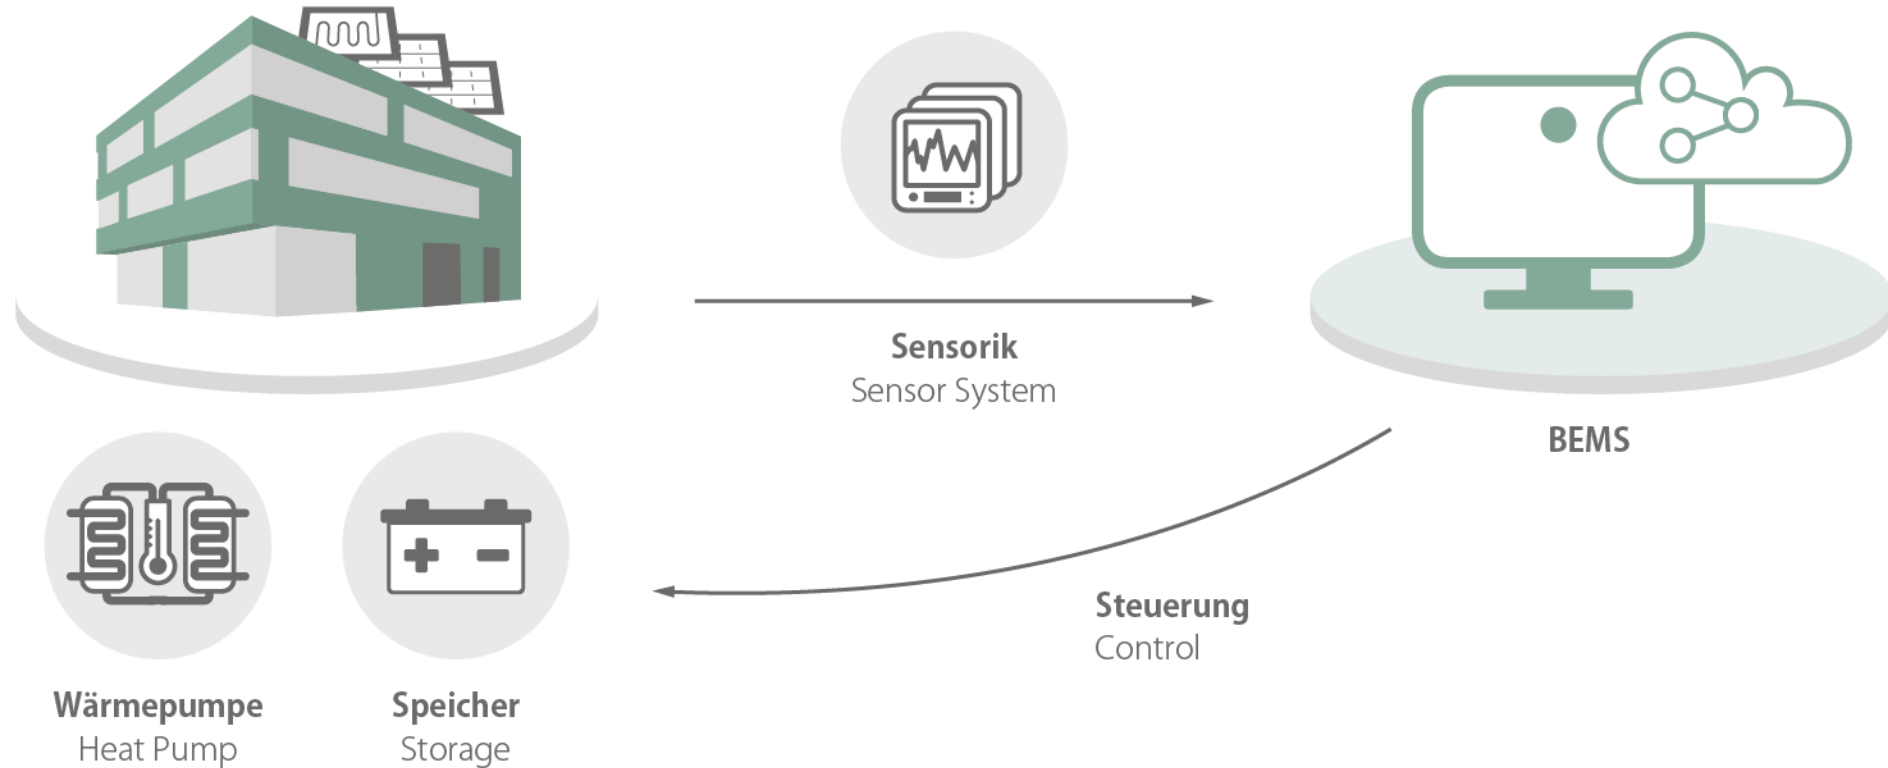 Sensorik
Sensor System
BEMS
Steuerung
Control
Wärmepumpe
Heat Pump
Speicher
Storage